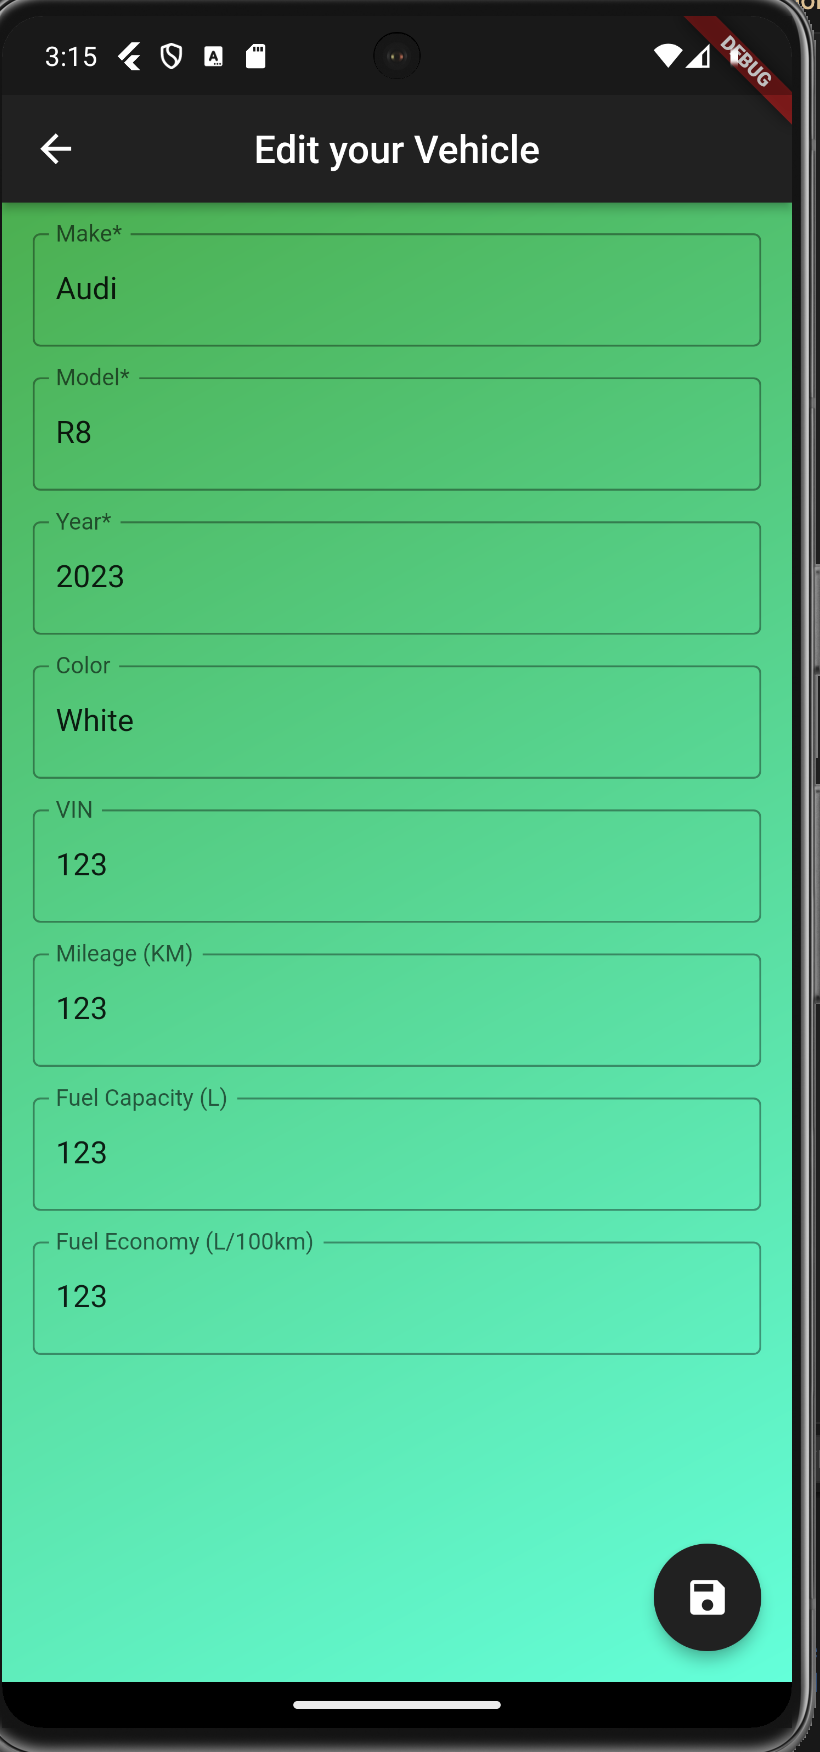 3:15
DEBUG
Edit your Vehicle
Make*
Audi
Model*
R8
Year*
2023
Color
White
VIN
123
Mileage (KM)
123
Fuel Capacity (L)
123
Fuel Economy (L/100km)
123